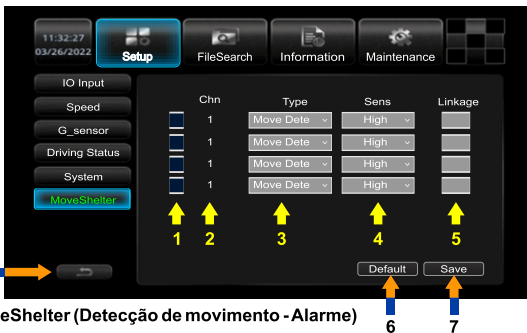 11:32:27
03/26/2022
Setup
FileSearch
Information
Maintenance
IO Input
Speed
G_sensor
Driving Status
System
MoveShelter
Chn Type Sens Linkage
1 Move Dete High
1 Move Dete High
1 Move Dete High
1 Move Dete High
1 2 3 4 5
Default Save
eShelter (Detecção de movimento - Alarme)
6 7